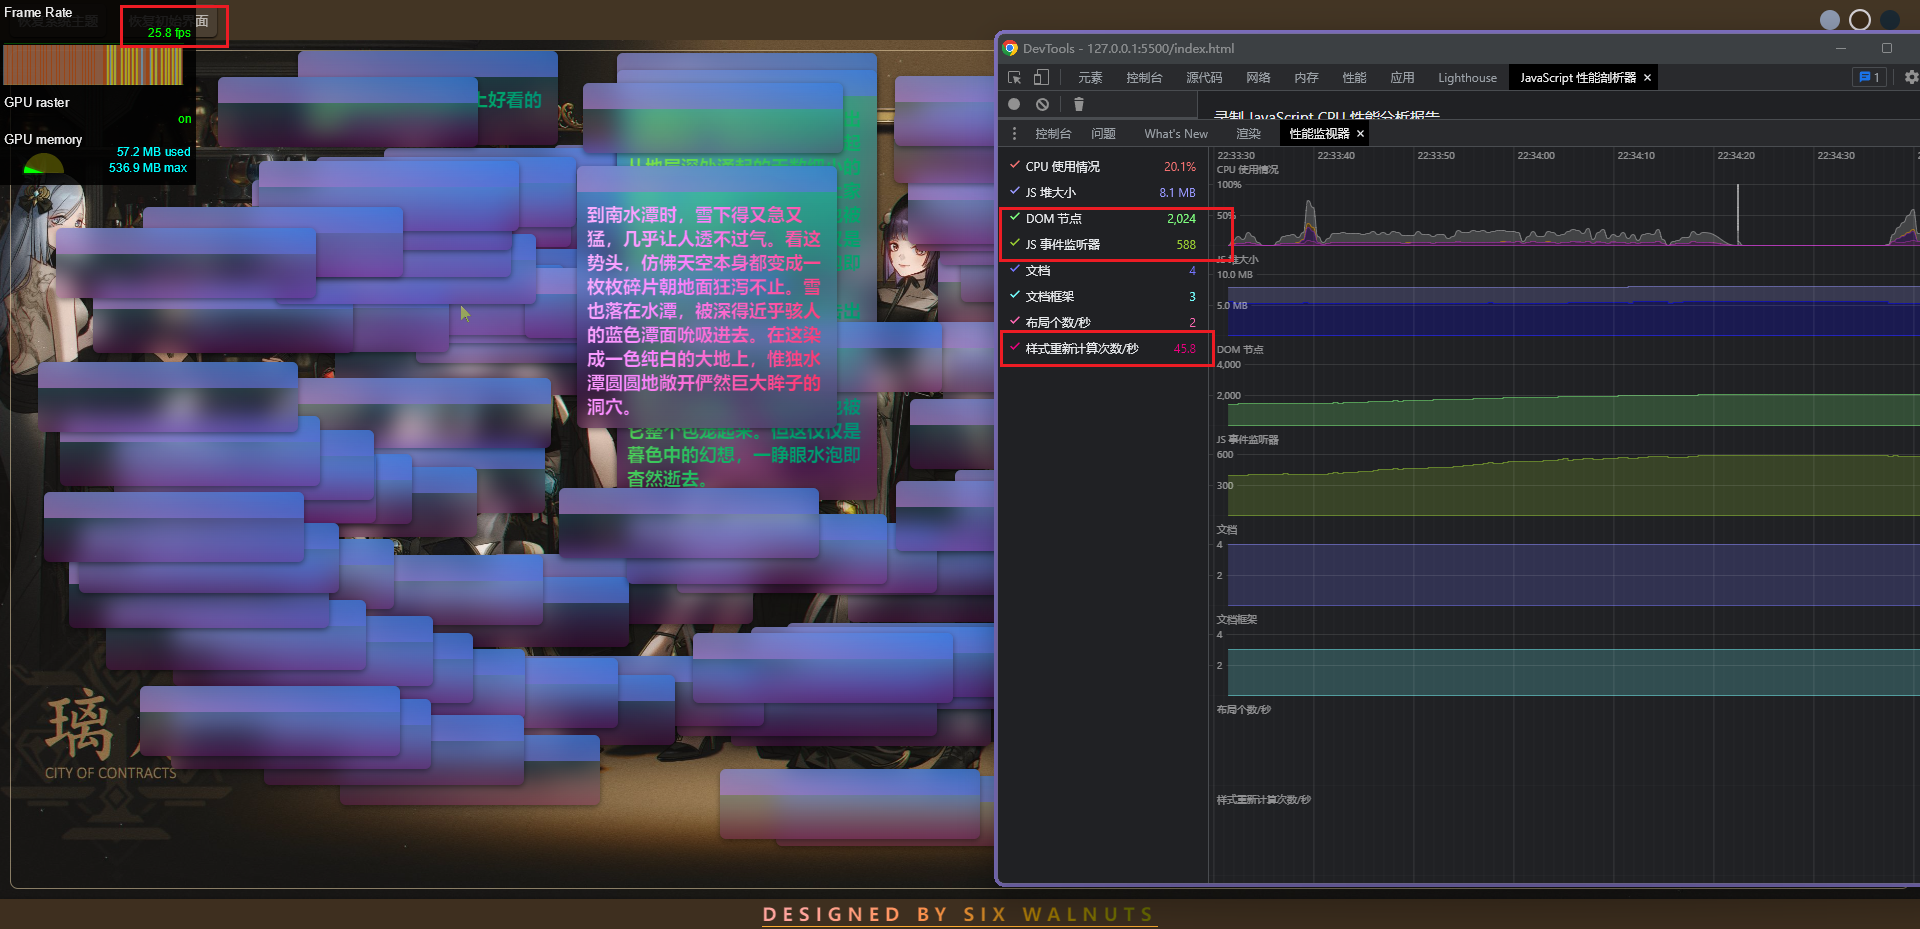 Frame Rate
恢复系统主题
恢复初始界面
25.8 fps
GPU raster
on
GPU memory
57.2 MB used
536.9 MB max
上好看的
到南水潭时，雪下得又急又
猛，几乎让人透不过气。看这
势头，仿佛天空本身都变成一
枚枚碎片朝地面狂泻不止。雪
也落在水潭，被深得近乎骇人
的蓝色潭面吮吸进去。在这染
成一色纯白的大地上，惟独水
潭圆圆地敞开俨然巨大眸子的
洞穴。
它整个包笼起来。但这仅仅是
暮色中的幻想，一睁眼水泡即
杳然逝去。
璃
CITY OF CONTRACTS
DESIGNED BY SIX WALNUTS
DevTools - 127.0.0.1:5500/index.html
元素 控制台 源代码 网络 内存 性能 应用 Lighthouse JavaScript 性能剖析器 × 1
录制 JavaScript CPU 性能分析报告
控制台 问题 What's New 渲染 性能监视器 ×
CPU 使用情况 20.1%
JS 堆大小 8.1 MB
DOM 节点 2,024
JS 事件监听器 588
文档 4
文档框架 3
布局个数/秒 2
样式重新计算次数/秒 45.8
22:33:30 22:33:40 22:33:50 22:34:00 22:34:10 22:34:20 22:34:30
CPU 使用情况
100%
50%
JS 堆大小
10.0 MB
5.0 MB
DOM 节点
4,000
2,000
JS 事件监听器
600
300
文档
4
2
文档框架
4
2
布局个数/秒
样式重新计算次数/秒